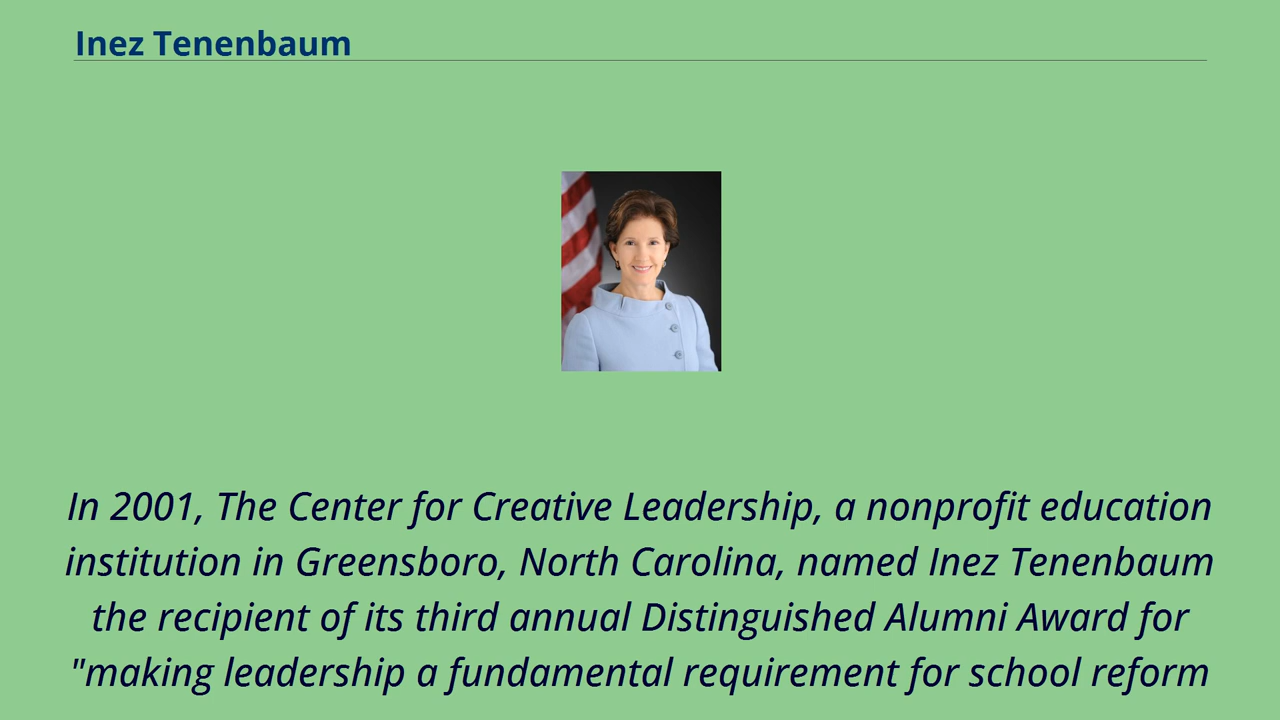 Inez Tenenbaum
In 2001, The Center for Creative Leadership, a nonprofit education
institution in Greensboro, North Carolina, named Inez Tenenbaum
the recipient of its third annual Distinguished Alumni Award for
"making leadership a fundamental requirement for school reform